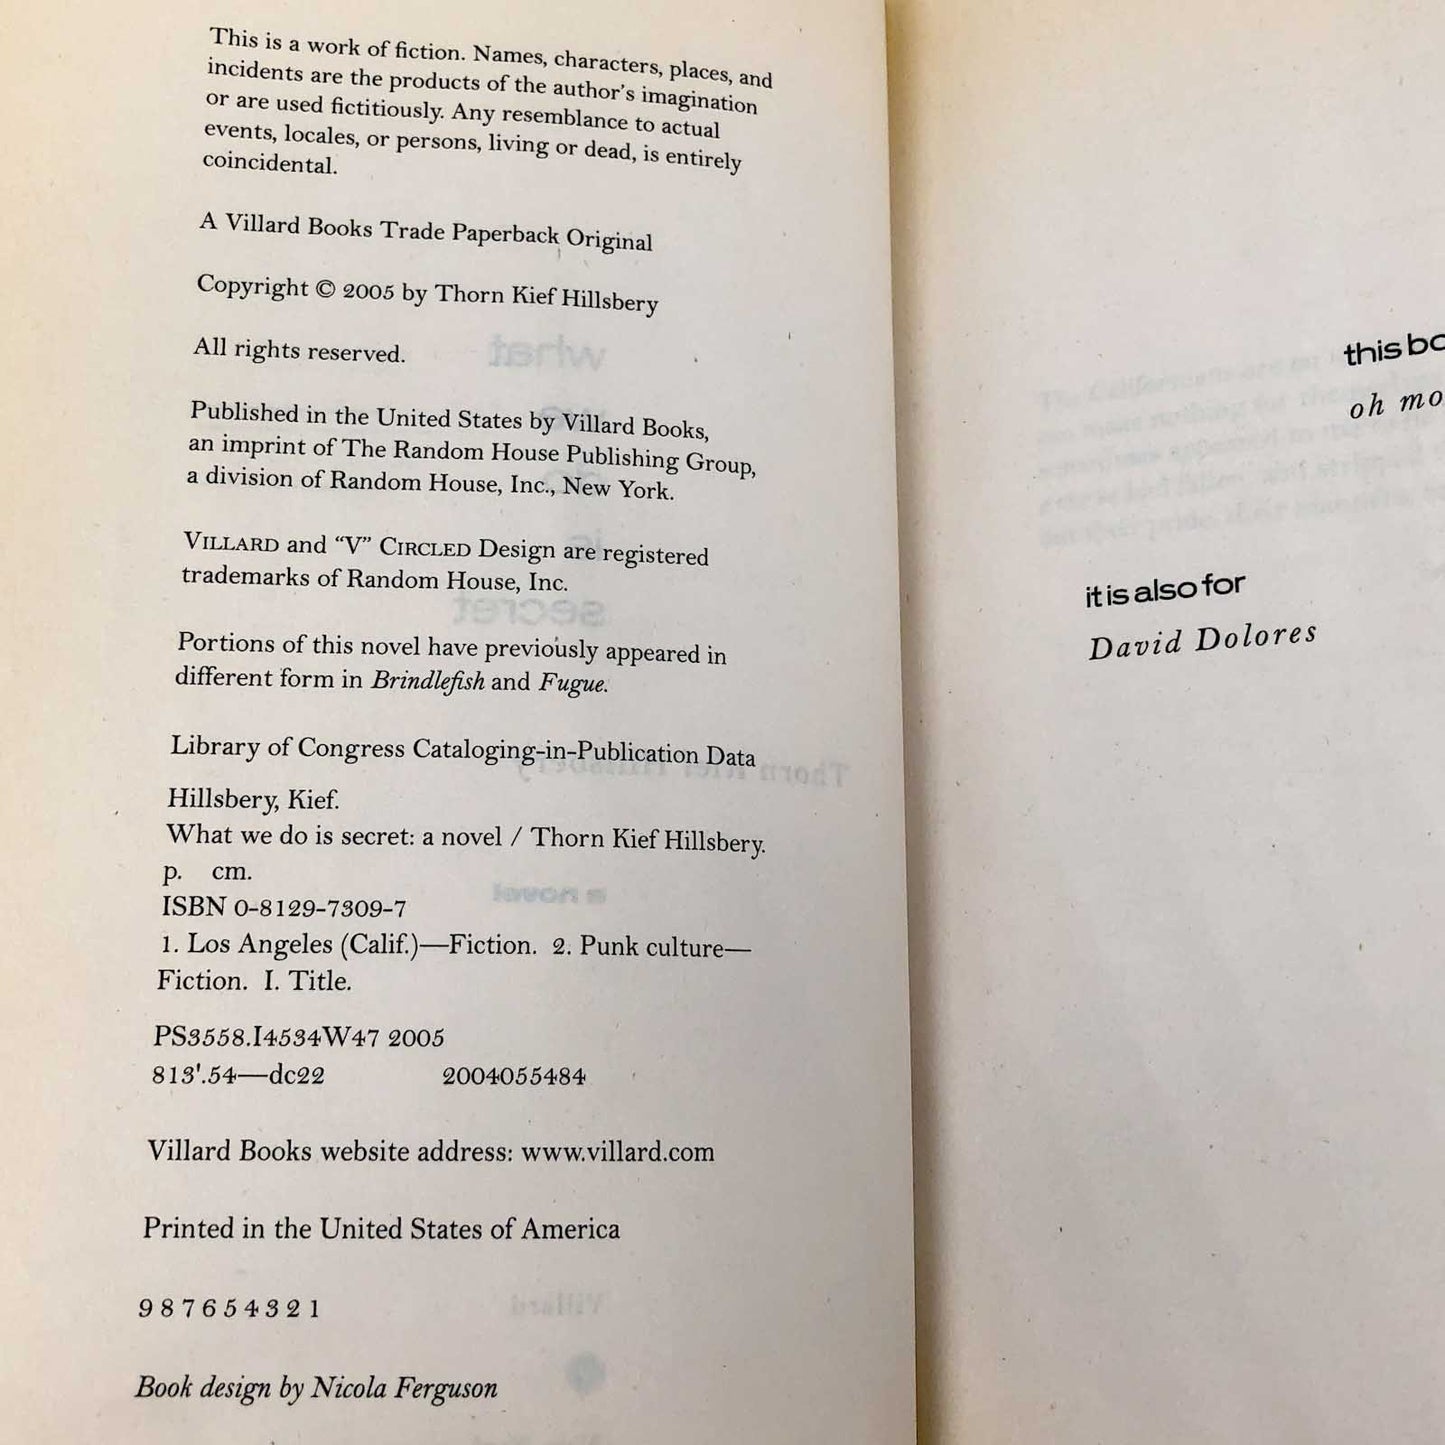 This is a work of fiction. Names, characters, places, and
incidents are the products of the author's imagination
or are used fictitiously. Any resemblance to actual
events, locales, or persons, living or dead, is entirely
coincidental.
A Villard Books Trade Paperback Original
Copyright © 2005 by Thorn Kief Hillsbery
All rights reserved.
Published in the United States by Villard Books,
an imprint of The Random House Publishing Group,
a division of Random House, Inc., New York.
VILLARD and “V” CIRCLED Design are registered
trademarks of Random House, Inc.
Portions of this novel have previously appeared in
different form in Brindlefish and Fugue.
Library of Congress Cataloging-in-Publication Data
Hillsbery, Kief.
What we do is secret: a novel / Thorn Kief Hillsbery.
p. cm.
ISBN 0-8129-7309-7
1. Los Angeles (Calif.)—Fiction. 2. Punk culture—
Fiction. I. Title.
PS3558.I4534W47 2005
813'.54—dc22 2004055484
Villard Books website address: www.villard.com
Printed in the United States of America
9 8 7 6 5 4 3 2 1
Book design by Nicola Ferguson
this bo
oh mo
it is also for
David Dolores